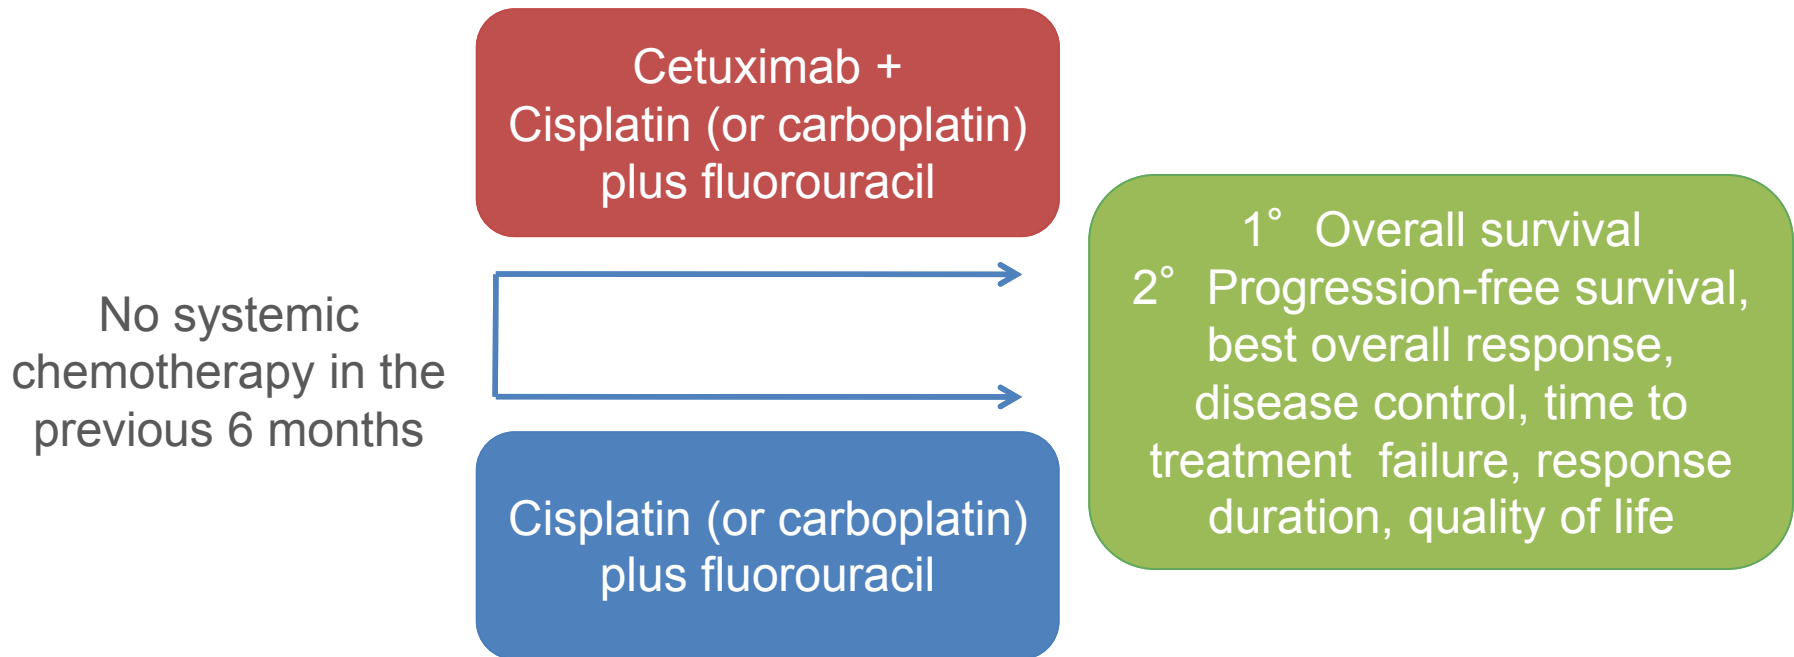 No systemic
chemotherapy in the
previous 6 months
Cetuximab +
Cisplatin (or carboplatin)
plus fluorouracil
Cisplatin (or carboplatin)
plus fluorouracil
1° Overall survival
2° Progression-free survival,
best overall response,
disease control, time to
treatment failure, response
duration, quality of life